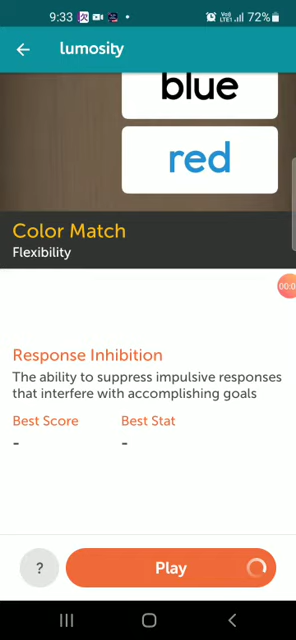 9:33 72%
lumosity
blue
red
Color Match
Flexibility
Response Inhibition
The ability to suppress impulsive responses
that interfere with accomplishing goals
Best Score Best Stat
- -
? Play